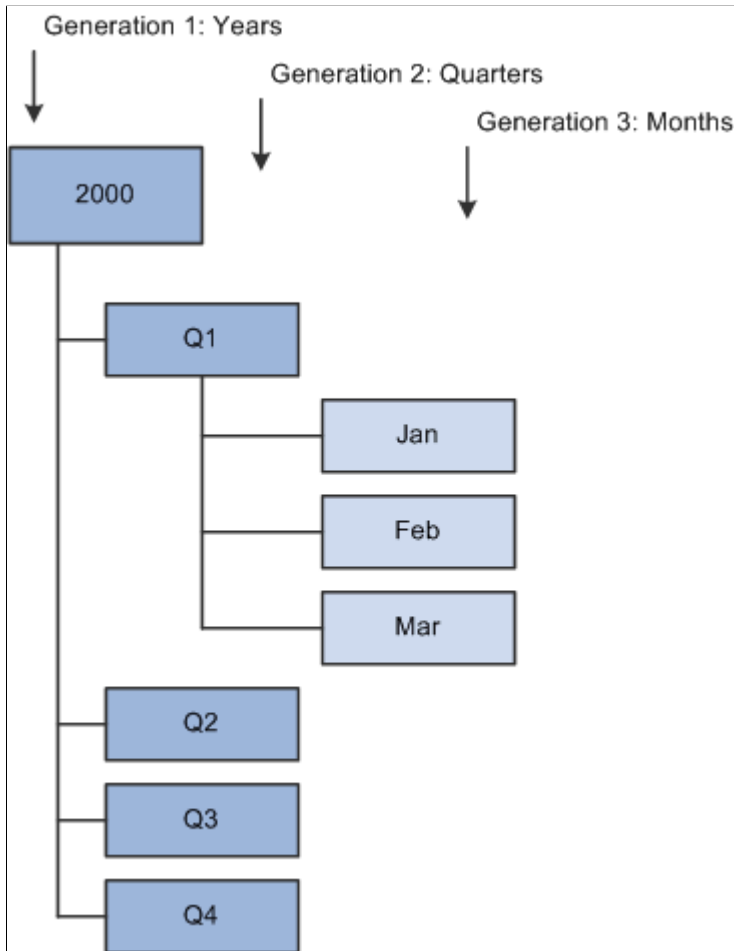 Generation 1: Years
Generation 2: Quarters
Generation 3: Months
2000
Q1
Jan
Feb
Mar
Q2
Q3
Q4